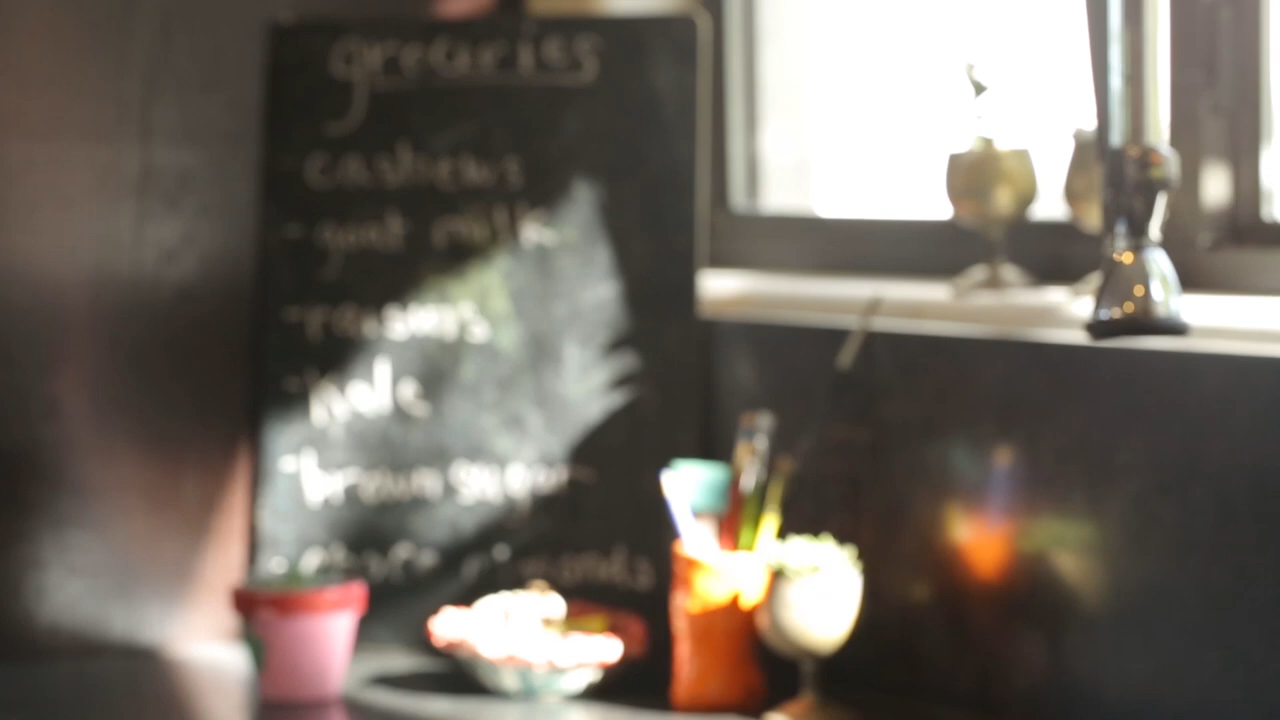 groceries
- cashews
- goat milk
- raisins
- kale
- brown sugar